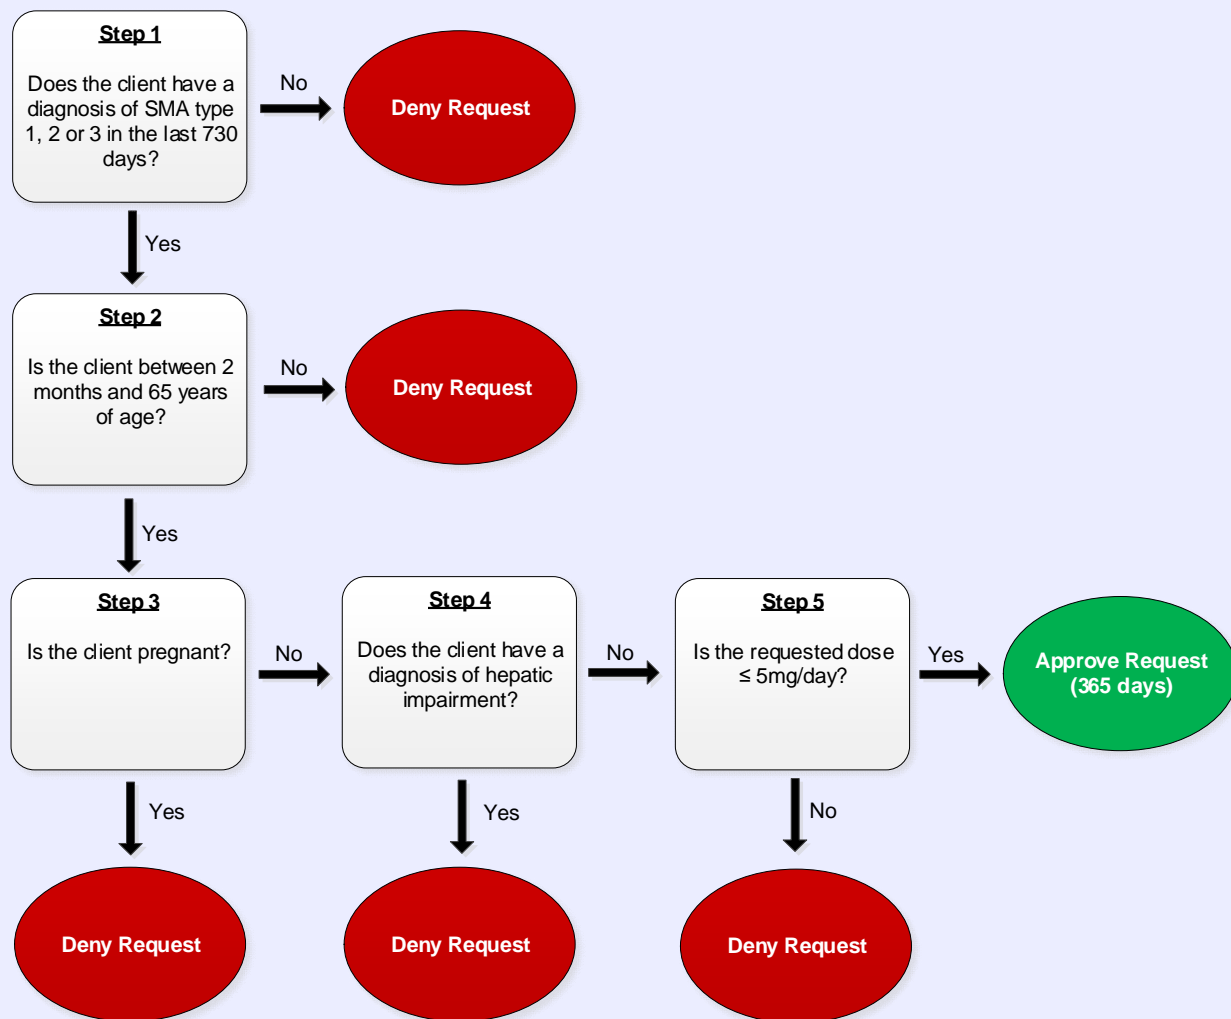 Step 1
Does the client have a
diagnosis of SMA type
1, 2 or 3 in the last 730
days?
No
Deny Request
Yes
Step 2
Is the client between 2
months and 65 years
of age?
No
Deny Request
Yes
Step 3
Is the client pregnant?
No
Step 4
Does the client have a
diagnosis of hepatic
impairment?
No
Step 5
Is the requested dose
≤ 5mg/day?
Yes
Approve Request
(365 days)
Yes
Deny Request
Yes
Deny Request
No
Deny Request